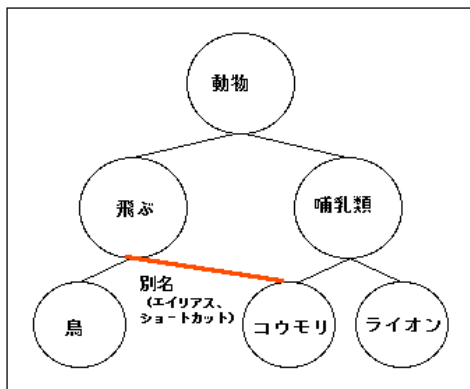 動物
飛ぶ
哺乳類
別名
（エイリアス、
ショートカット）
鳥
コウモリ
ライオン